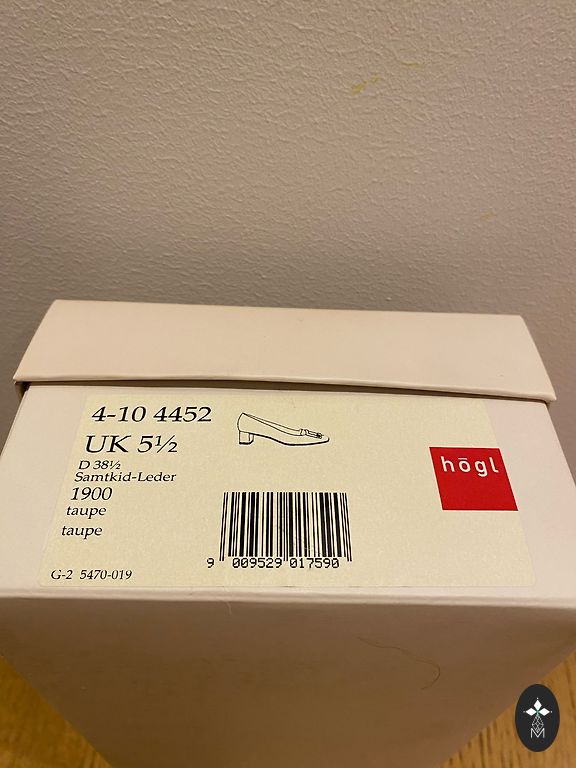 4-10 4452
UK 5½
D 38½
Samtkid-Leder
1900
taupe
taupe
G-2 5470-019
9 009529 017590
högl
M